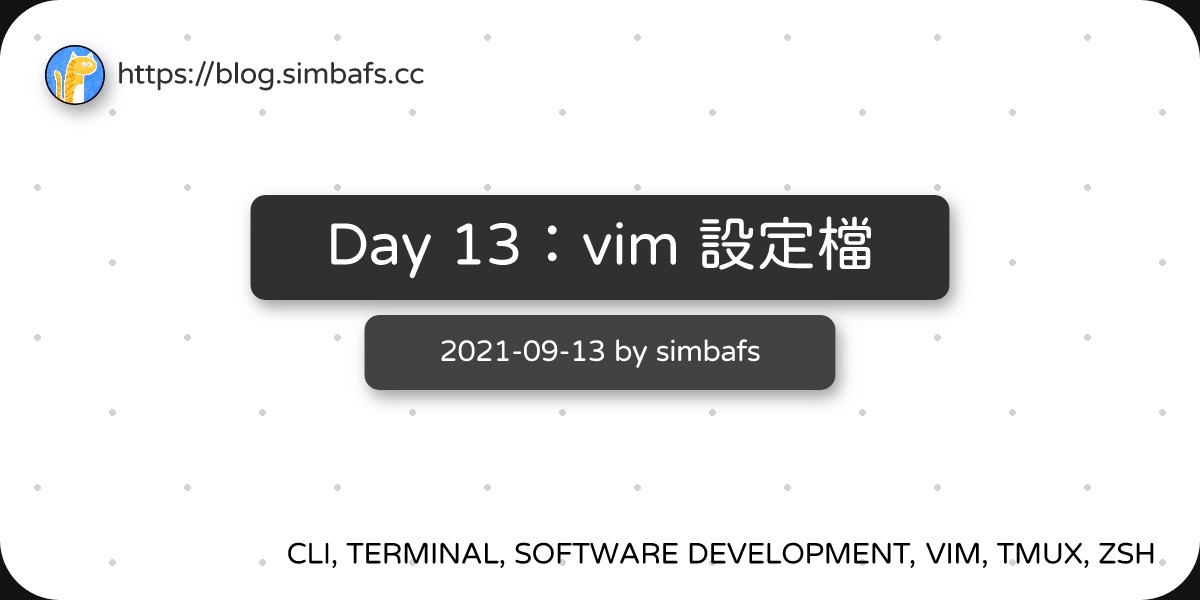 https://blog.simbafs.cc
Day 13：vim 設定檔
2021-09-13 by simbafs
CLI, TERMINAL, SOFTWARE DEVELOPMENT, VIM, TMUX, ZSH